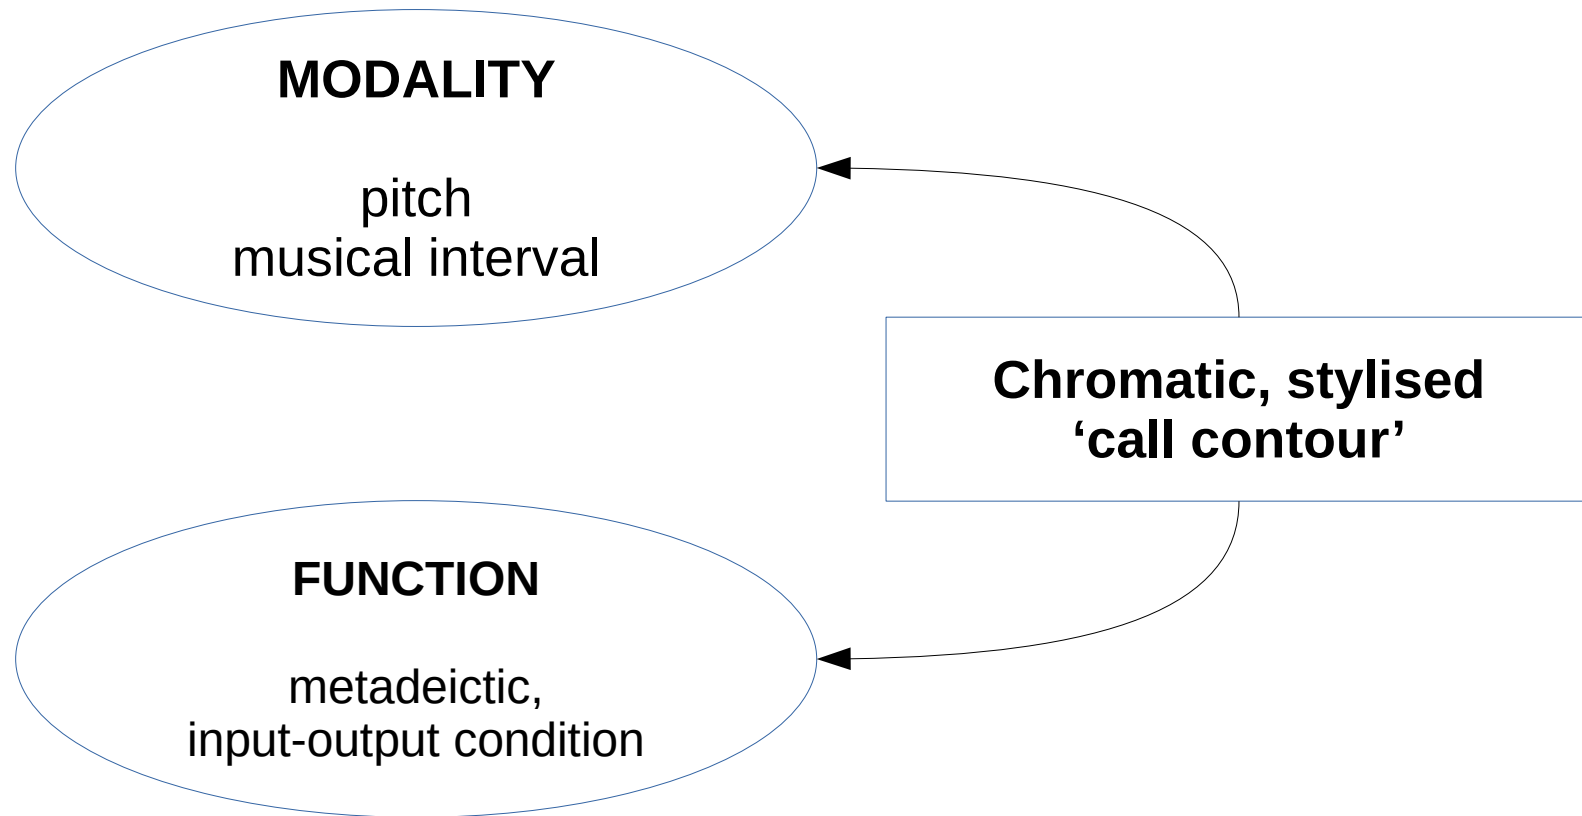 MODALITY
pitch
musical interval
Chromatic, stylised
‘call contour’
FUNCTION
metadeictic,
input-output condition